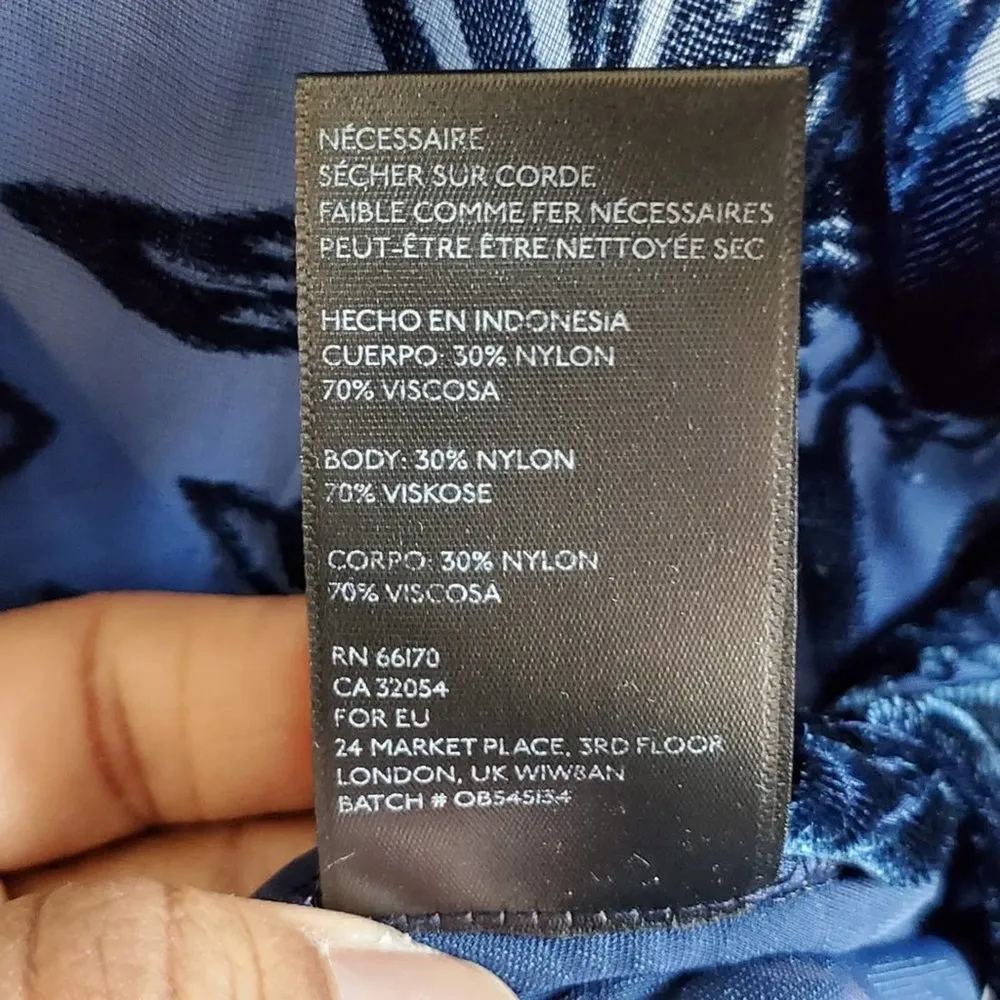 NÉCESSAIRE
SÉCHER SUR CORDE
FAIBLE COMME FER NÉCESSAIRES
PEUT-ÊTRE ÊTRE NETTOYÉE SEC
HECHO EN INDONESIA
CUERPO: 30% NYLON
70% VISCOSA
BODY: 30% NYLON
70% VISKOSE
CORPO: 30% NYLON
70% VISCOSA
RN 66170
CA 32054
FOR EU
24 MARKET PLACE, 3RD FLOOR
LONDON, UK W1W8AN
BATCH # OB545134